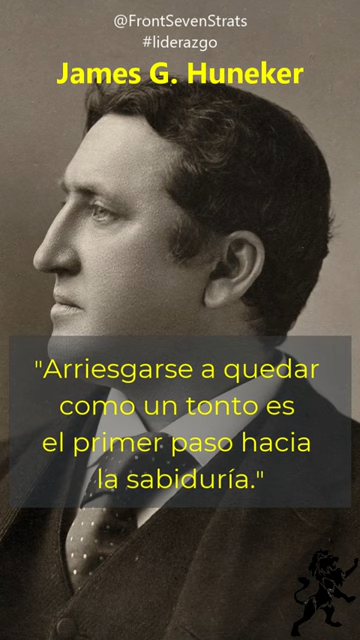 @FrontSevenStrats
#liderazgo
James G. Huneker
"Arriesgarse a quedar
como un tonto es
el primer paso hacia
la sabiduría."